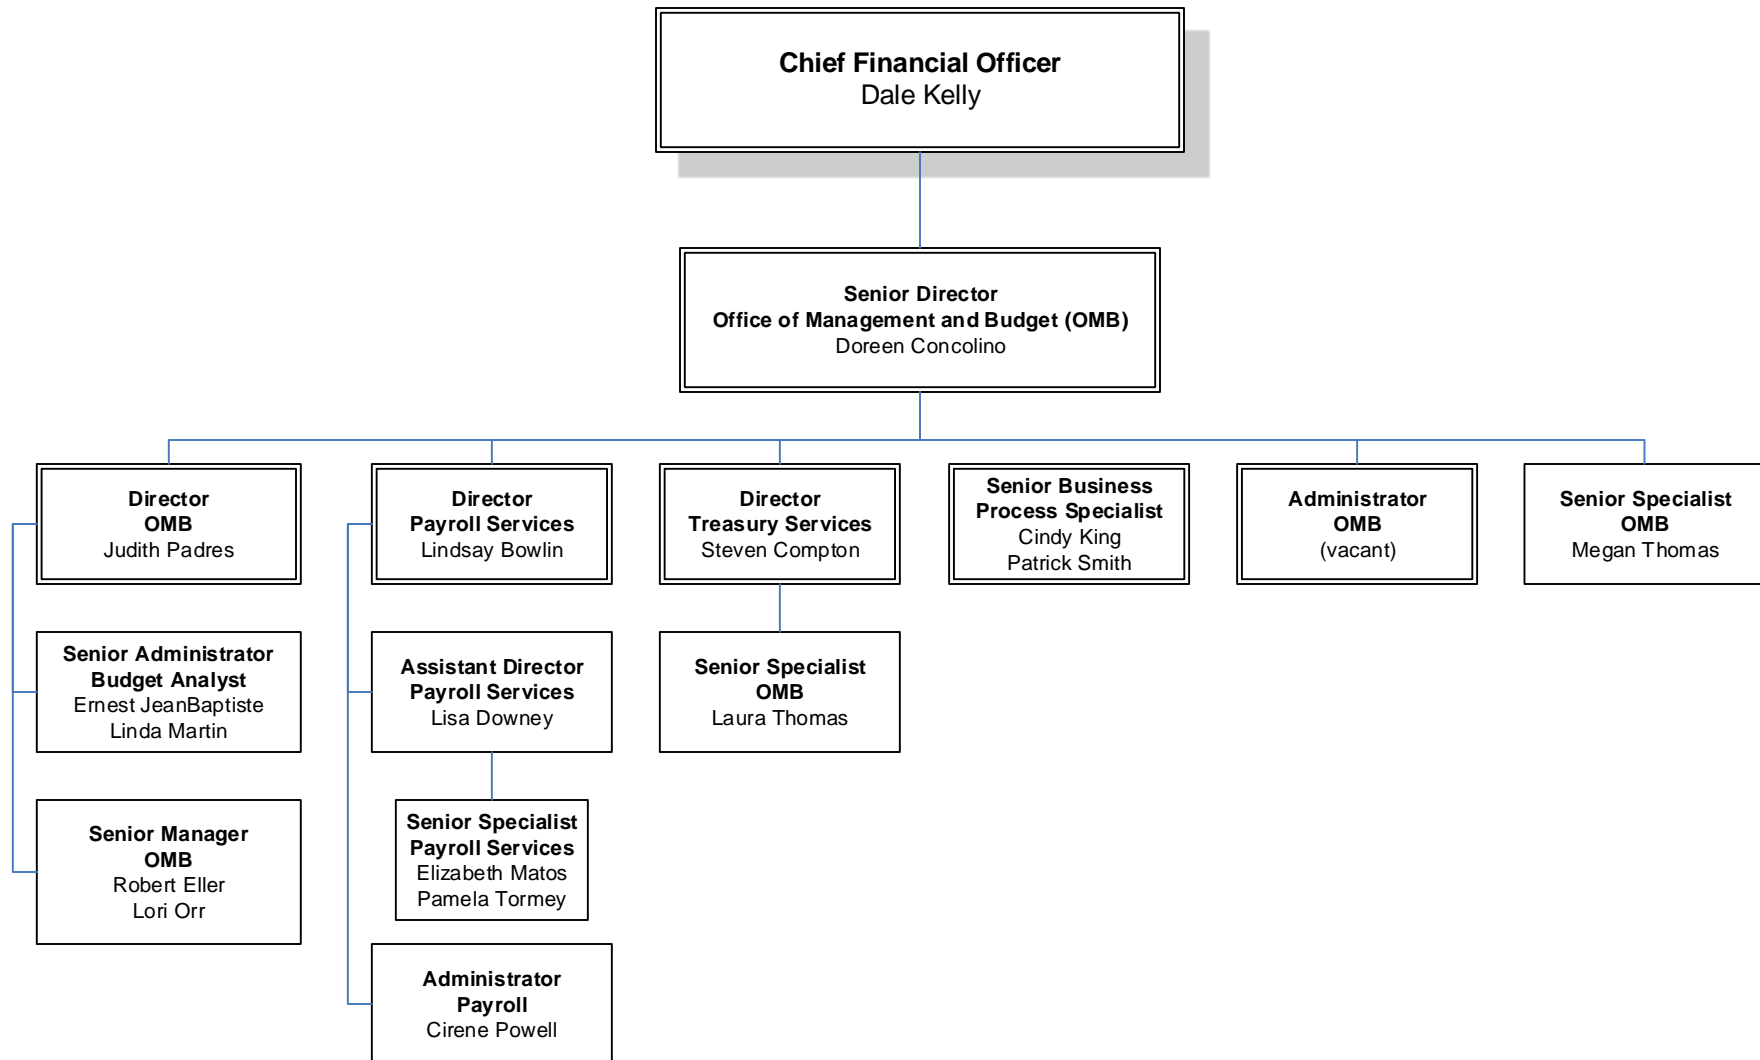 Chief Financial Officer
Dale Kelly
Senior Director
Office of Management and Budget (OMB)
Doreen Concolino
Director
OMB
Judith Padres
Director
Payroll Services
Lindsay Bowlin
Director
Treasury Services
Steven Compton
Senior Business
Process Specialist
Cindy King
Patrick Smith
Administrator
OMB
(vacant)
Senior Specialist
OMB
Megan Thomas
Senior Administrator
Budget Analyst
Ernest JeanBaptiste
Linda Martin
Assistant Director
Payroll Services
Lisa Downey
Senior Specialist
OMB
Laura Thomas
Senior Manager
OMB
Robert Eller
Lori Orr
Senior Specialist
Payroll Services
Elizabeth Matos
Pamela Tormey
Administrator
Payroll
Cirene Powell